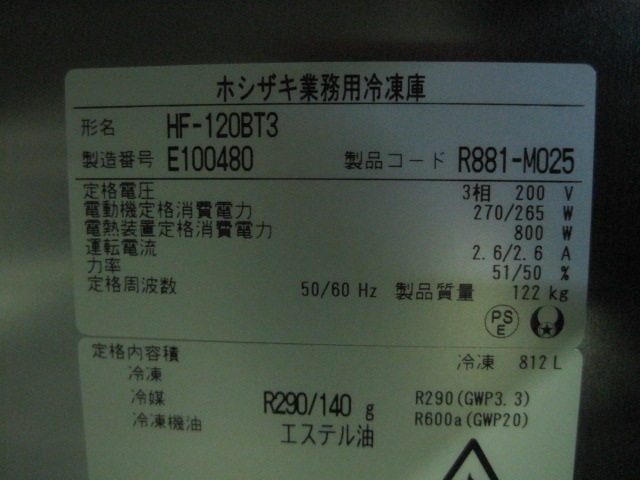 ホシザキ業務用冷凍庫
形名 HF-120BT3
製造番号 E100480 製品コード R881-M025
定格電圧 3相 200 V
電動機定格消費電力 270/265 W
電熱装置定格消費電力 800 W
運転電流 2.6/2.6 A
力率 51/50 %
定格周波数 50/60 Hz 製品質量 122 kg
PS
E
定格内容積 冷凍 812 L
冷凍
冷媒 R290/140 g R290(GWP3.3)
冷凍機油 エステル油 R600a(GWP20)